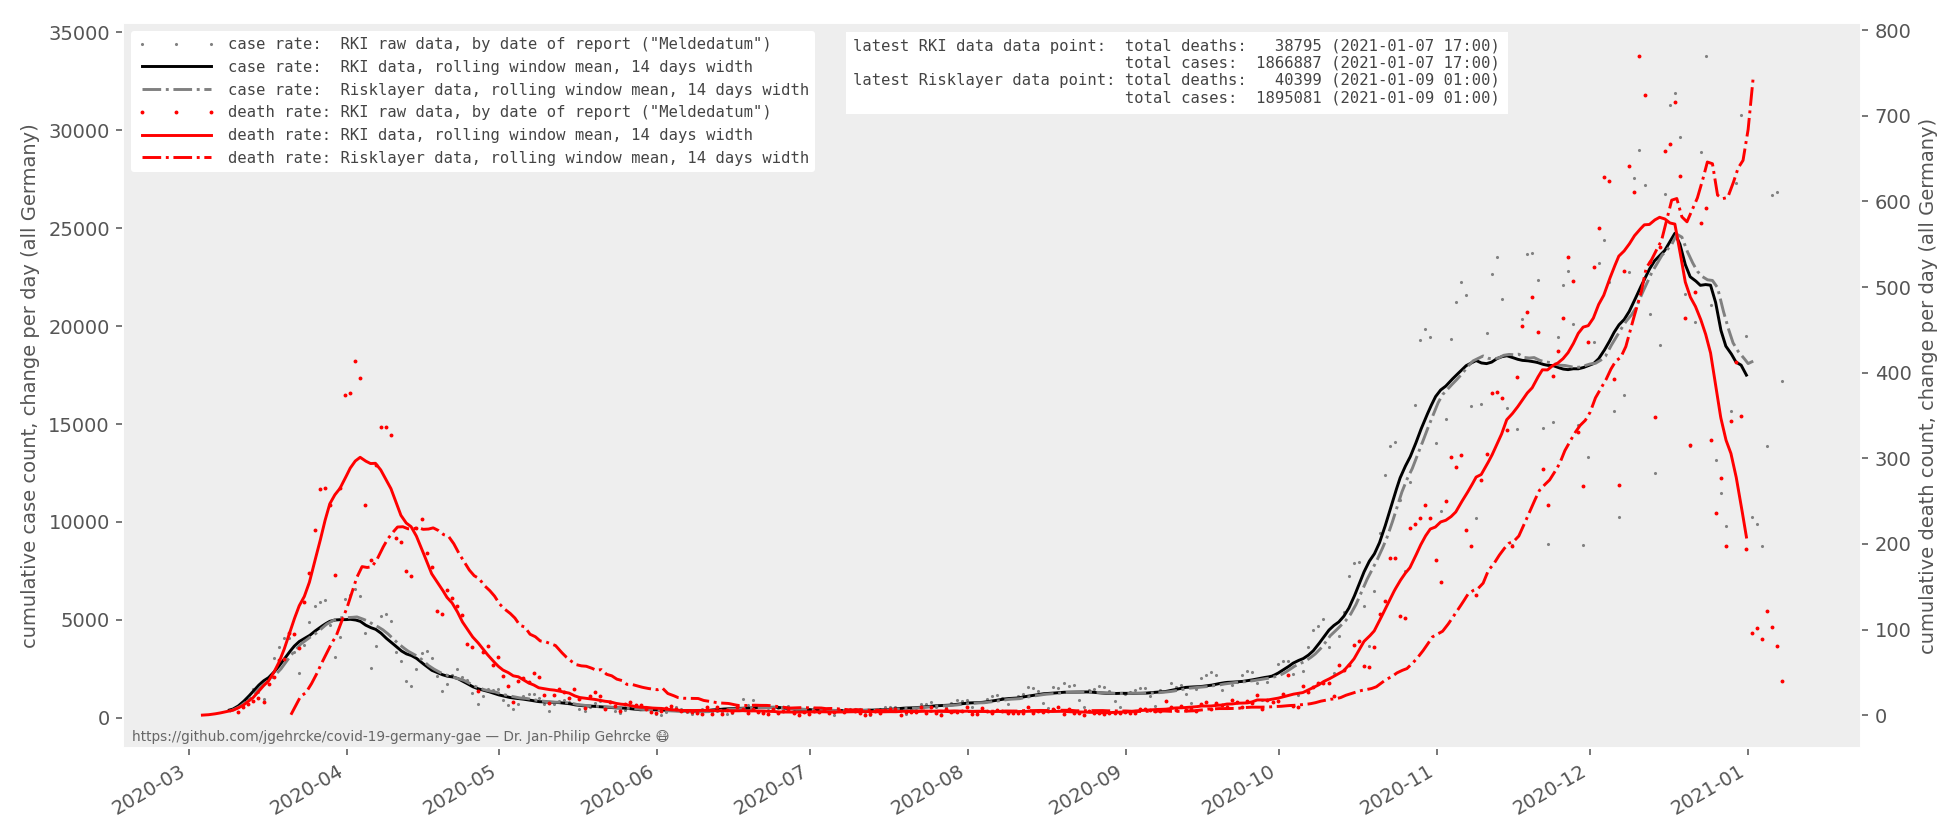 35000
30000
25000
20000
15000
10000
5000
0
cumulative case count, change per day (all Germany)
case rate:  RKI raw data, by date of report ("Meldedatum")
case rate:  RKI data, rolling window mean, 14 days width
case rate:  Risklayer data, rolling window mean, 14 days width
death rate: RKI raw data, by date of report ("Meldedatum")
death rate: RKI data, rolling window mean, 14 days width
death rate: Risklayer data, rolling window mean, 14 days width
latest RKI data data point:  total deaths:   38795 (2021-01-07 17:00)
total cases:  1866887 (2021-01-07 17:00)
latest Risklayer data point: total deaths:   40399 (2021-01-09 01:00)
total cases:  1895081 (2021-01-09 01:00)
800
700
600
500
400
300
200
100
0
cumulative death count, change per day (all Germany)
https://github.com/jgehrcke/covid-19-germany-gae — Dr. Jan-Philip Gehrcke 😷
2020-03
2020-04
2020-05
2020-06
2020-07
2020-08
2020-09
2020-10
2020-11
2020-12
2021-01